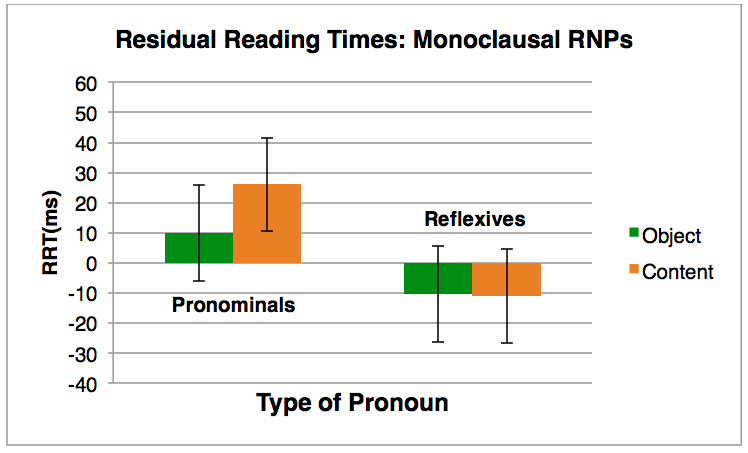 Residual Reading Times: Monoclausal RNPs
60
50
40
30
20
10
0
-10
-20
-30
-40
RRT(ms)
Pronominals
Reflexives
Object
Content
Type of Pronoun